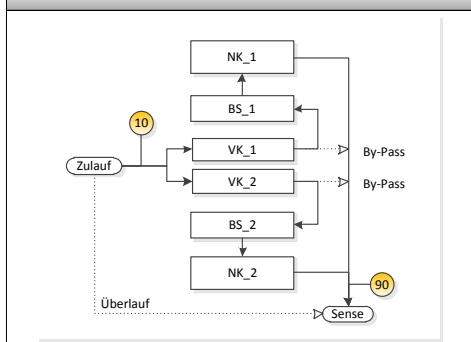 NK_1
BS_1
10
VK_1
By-Pass
Zulauf
VK_2
By-Pass
BS_2
NK_2
90
Überlauf
Sense